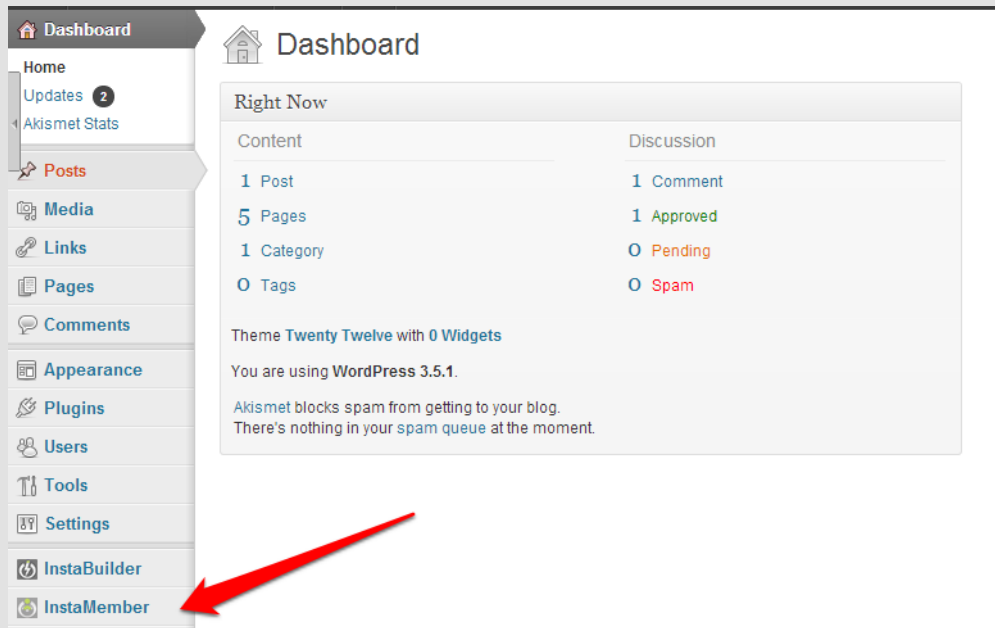 Dashboard
Home
Updates 2
Akismet Stats
Posts
Media
Links
Pages
Comments
Appearance
Plugins
Users
Tools
Settings
InstaBuilder
InstaMember
Dashboard
Right Now
Content
1 Post
5 Pages
1 Category
0 Tags
Discussion
1 Comment
1 Approved
0 Pending
0 Spam
Theme Twenty Twelve with 0 Widgets
You are using WordPress 3.5.1.
Akismet blocks spam from getting to your blog.
There's nothing in your spam queue at the moment.